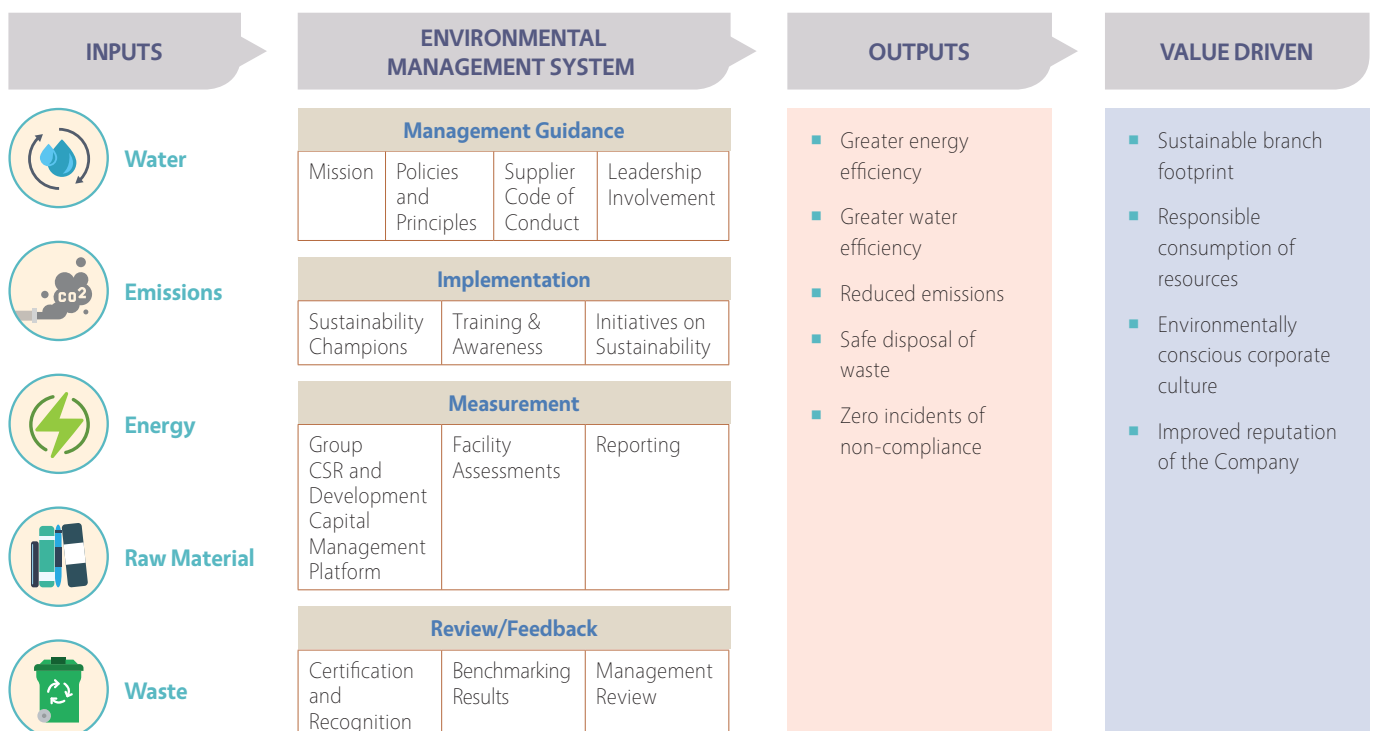 INPUTS
Water
CO2
Emissions
Energy
Raw Material
Waste
ENVIRONMENTAL
MANAGEMENT SYSTEM
Management Guidance
Mission
Policies
and
Principles
Supplier
Code of
Conduct
Leadership
Involvement
Implementation
Sustainability
Champions
Training &
Awareness
Initiatives on
Sustainability
Measurement
Group
CSR and
Development
Capital
Management
Platform
Facility
Assessments
Reporting
Review/Feedback
Certification
and
Recognition
Benchmarking
Results
Management
Review
OUTPUTS
Greater energy
efficiency
Greater water
efficiency
Reduced emissions
Safe disposal of
waste
Zero incidents of
non-compliance
VALUE DRIVEN
Sustainable branch
footprint
Responsible
consumption of
resources
Environmentally
conscious corporate
culture
Improved reputation
of the Company